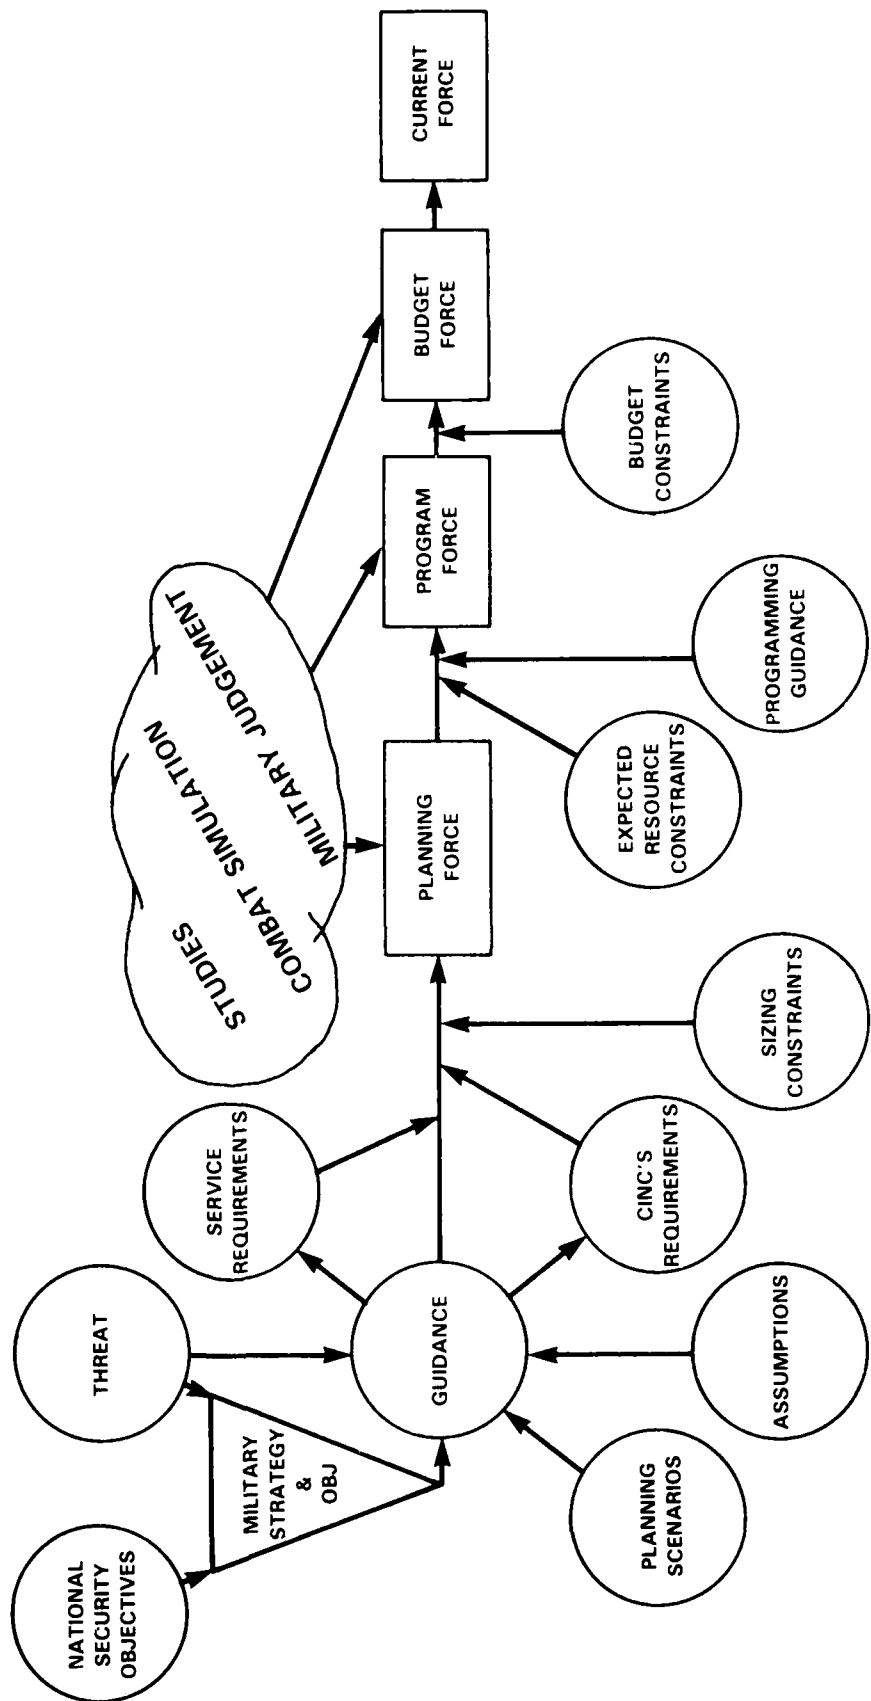 NATIONAL
SECURITY
OBJECTIVES
THREAT
MILITARY
STRATEGY
&
OBJ
PLANNING
SCENARIOS
ASSUMPTIONS
GUIDANCE
SERVICE
REQUIREMENTS
CINC'S
REQUIREMENTS
SIZING
CONSTRAINTS
STUDIES
COMBAT SIMULATION
MILITARY JUDGEMENT
PLANNING
FORCE
EXPECTED
RESOURCE
CONSTRAINTS
PROGRAMMING
GUIDANCE
PROGRAM
FORCE
BUDGET
CONSTRAINTS
BUDGET
FORCE
CURRENT
FORCE